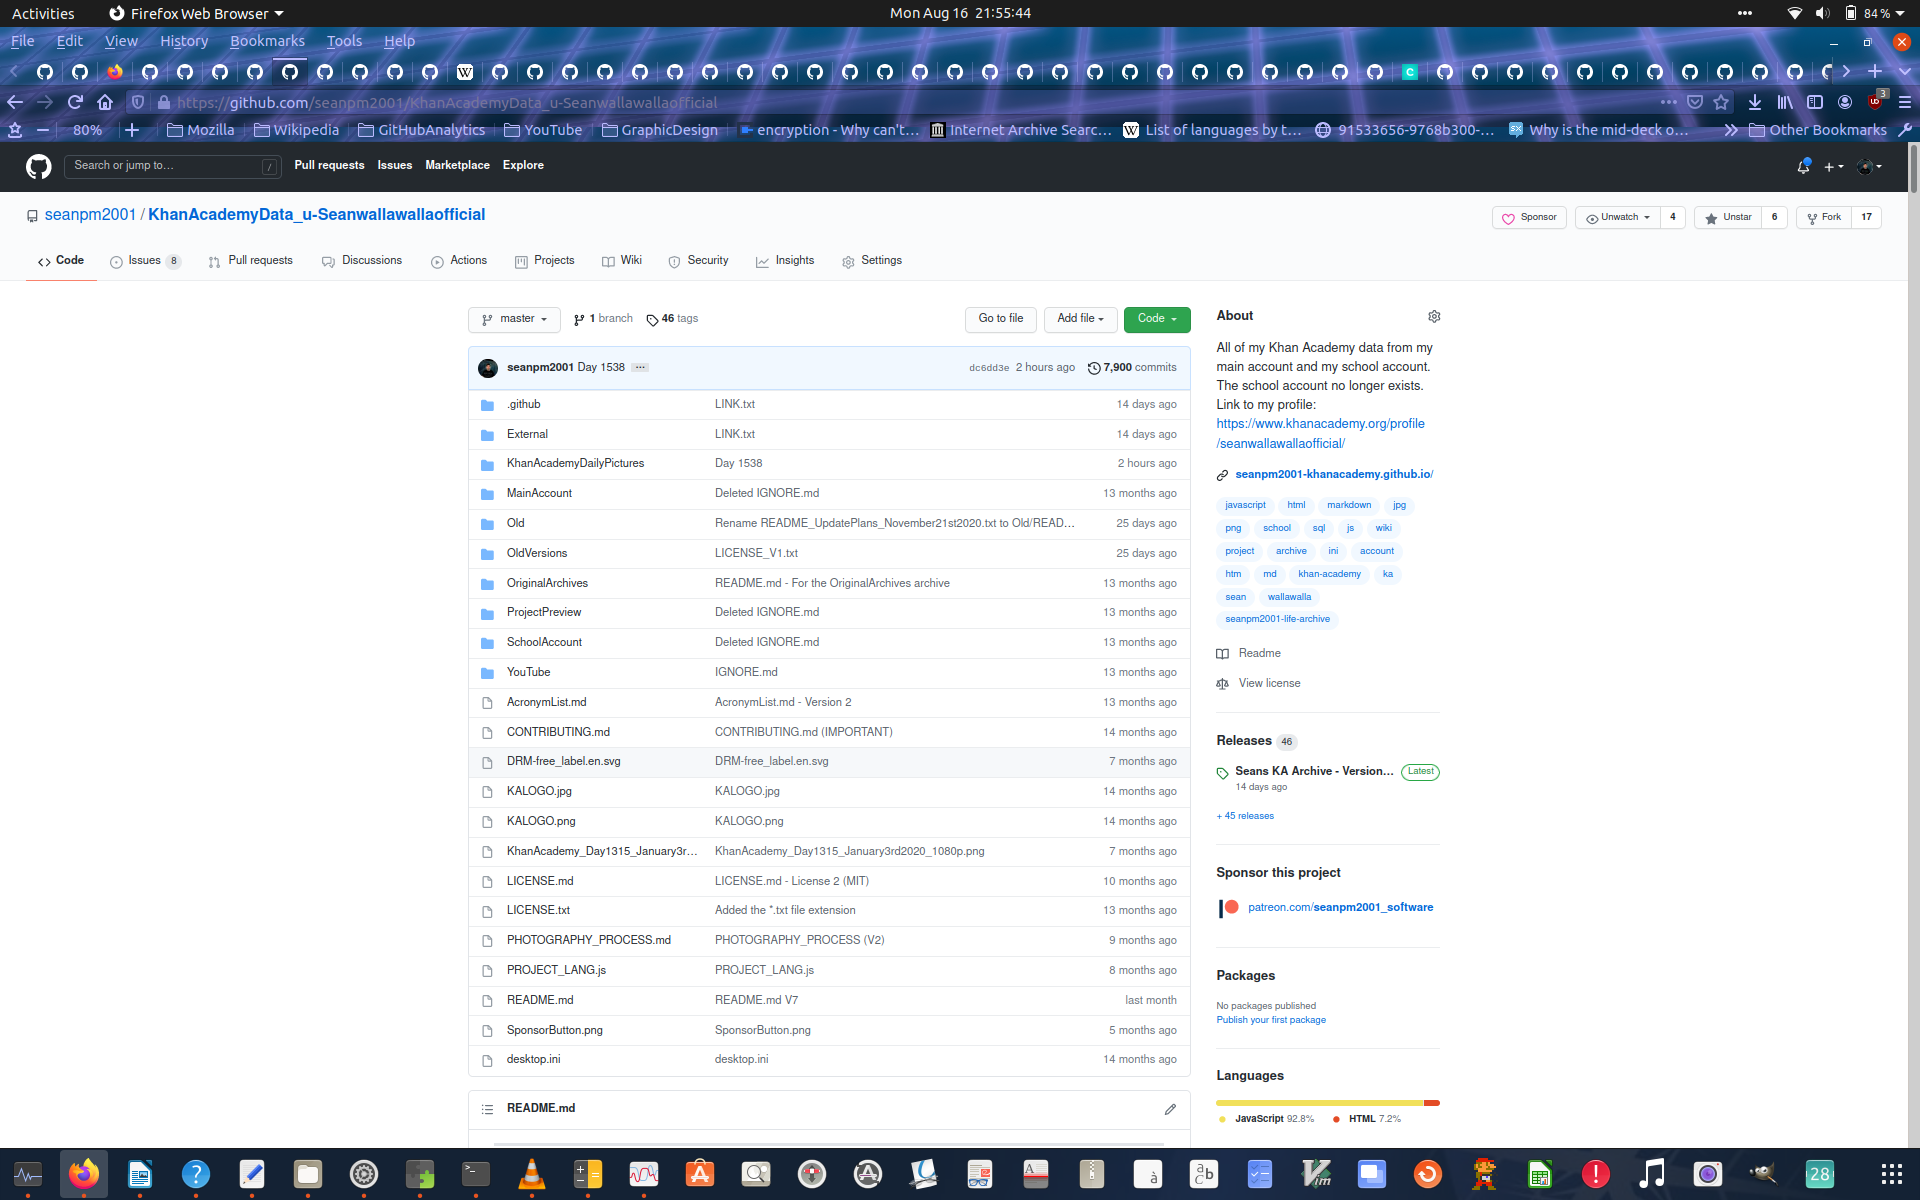 Activities
Firefox Web Browser
Mon Aug 16 21:55:44
84 %
File Edit View History Bookmarks Tools Help
https://github.com/seanpm2001/KhanAcademyData_u-Seanwallawallaofficial
3
80%
Mozilla
Wikipedia
GitHubAnalytics
YouTube
GraphicDesign
encryption - Why can't…
Internet Archive Searc…
List of languages by t…
91533656-9768b300-…
Why is the mid-deck o…
Other Bookmarks
Search or jump to…
/
Pull requests Issues Marketplace Explore
seanpm2001 / KhanAcademyData_u-Seanwallawallaofficial
Sponsor
Unwatch 4
Unstar 6
Fork 17
Code
Issues 8
Pull requests
Discussions
Actions
Projects
Wiki
Security
Insights
Settings
master
1 branch
46 tags
Go to file
Add file
Code
seanpm2001 Day 1538 ···
dc6dd3e 2 hours ago
7,900 commits
.github LINK.txt 14 days ago
External LINK.txt 14 days ago
KhanAcademyDailyPictures Day 1538 2 hours ago
MainAccount Deleted IGNORE.md 13 months ago
Old Rename README_UpdatePlans_November21st2020.txt to Old/READ… 25 days ago
OldVersions LICENSE_V1.txt 25 days ago
OriginalArchives README.md - For the OriginalArchives archive 13 months ago
ProjectPreview Deleted IGNORE.md 13 months ago
SchoolAccount Deleted IGNORE.md 13 months ago
YouTube IGNORE.md 13 months ago
AcronymList.md AcronymList.md - Version 2 13 months ago
CONTRIBUTING.md CONTRIBUTING.md (IMPORTANT) 14 months ago
DRM-free_label.en.svg DRM-free_label.en.svg 7 months ago
KALOGO.jpg KALOGO.jpg 14 months ago
KALOGO.png KALOGO.png 14 months ago
KhanAcademy_Day1315_January3r… KhanAcademy_Day1315_January3rd2020_1080p.png 7 months ago
LICENSE.md LICENSE.md - License 2 (MIT) 10 months ago
LICENSE.txt Added the *.txt file extension 13 months ago
PHOTOGRAPHY_PROCESS.md PHOTOGRAPHY_PROCESS (V2) 9 months ago
PROJECT_LANG.js PROJECT_LANG.js 8 months ago
README.md README.md V7 last month
SponsorButton.png SponsorButton.png 5 months ago
desktop.ini desktop.ini 14 months ago
README.md
About
All of my Khan Academy data from my
main account and my school account.
The school account no longer exists.
Link to my profile:
https://www.khanacademy.org/profile
/seanwallawallaofficial/
seanpm2001-khanacademy.github.io/
javascript html markdown jpg
png school sql js wiki
project archive ini account
htm md khan-academy ka
sean wallawalla
seanpm2001-life-archive
Readme
View license
Releases 46
Seans KA Archive - Version… Latest
14 days ago
+ 45 releases
Sponsor this project
patreon.com/seanpm2001_software
Packages
No packages published
Publish your first package
Languages
JavaScript 92.8%
HTML 7.2%
28